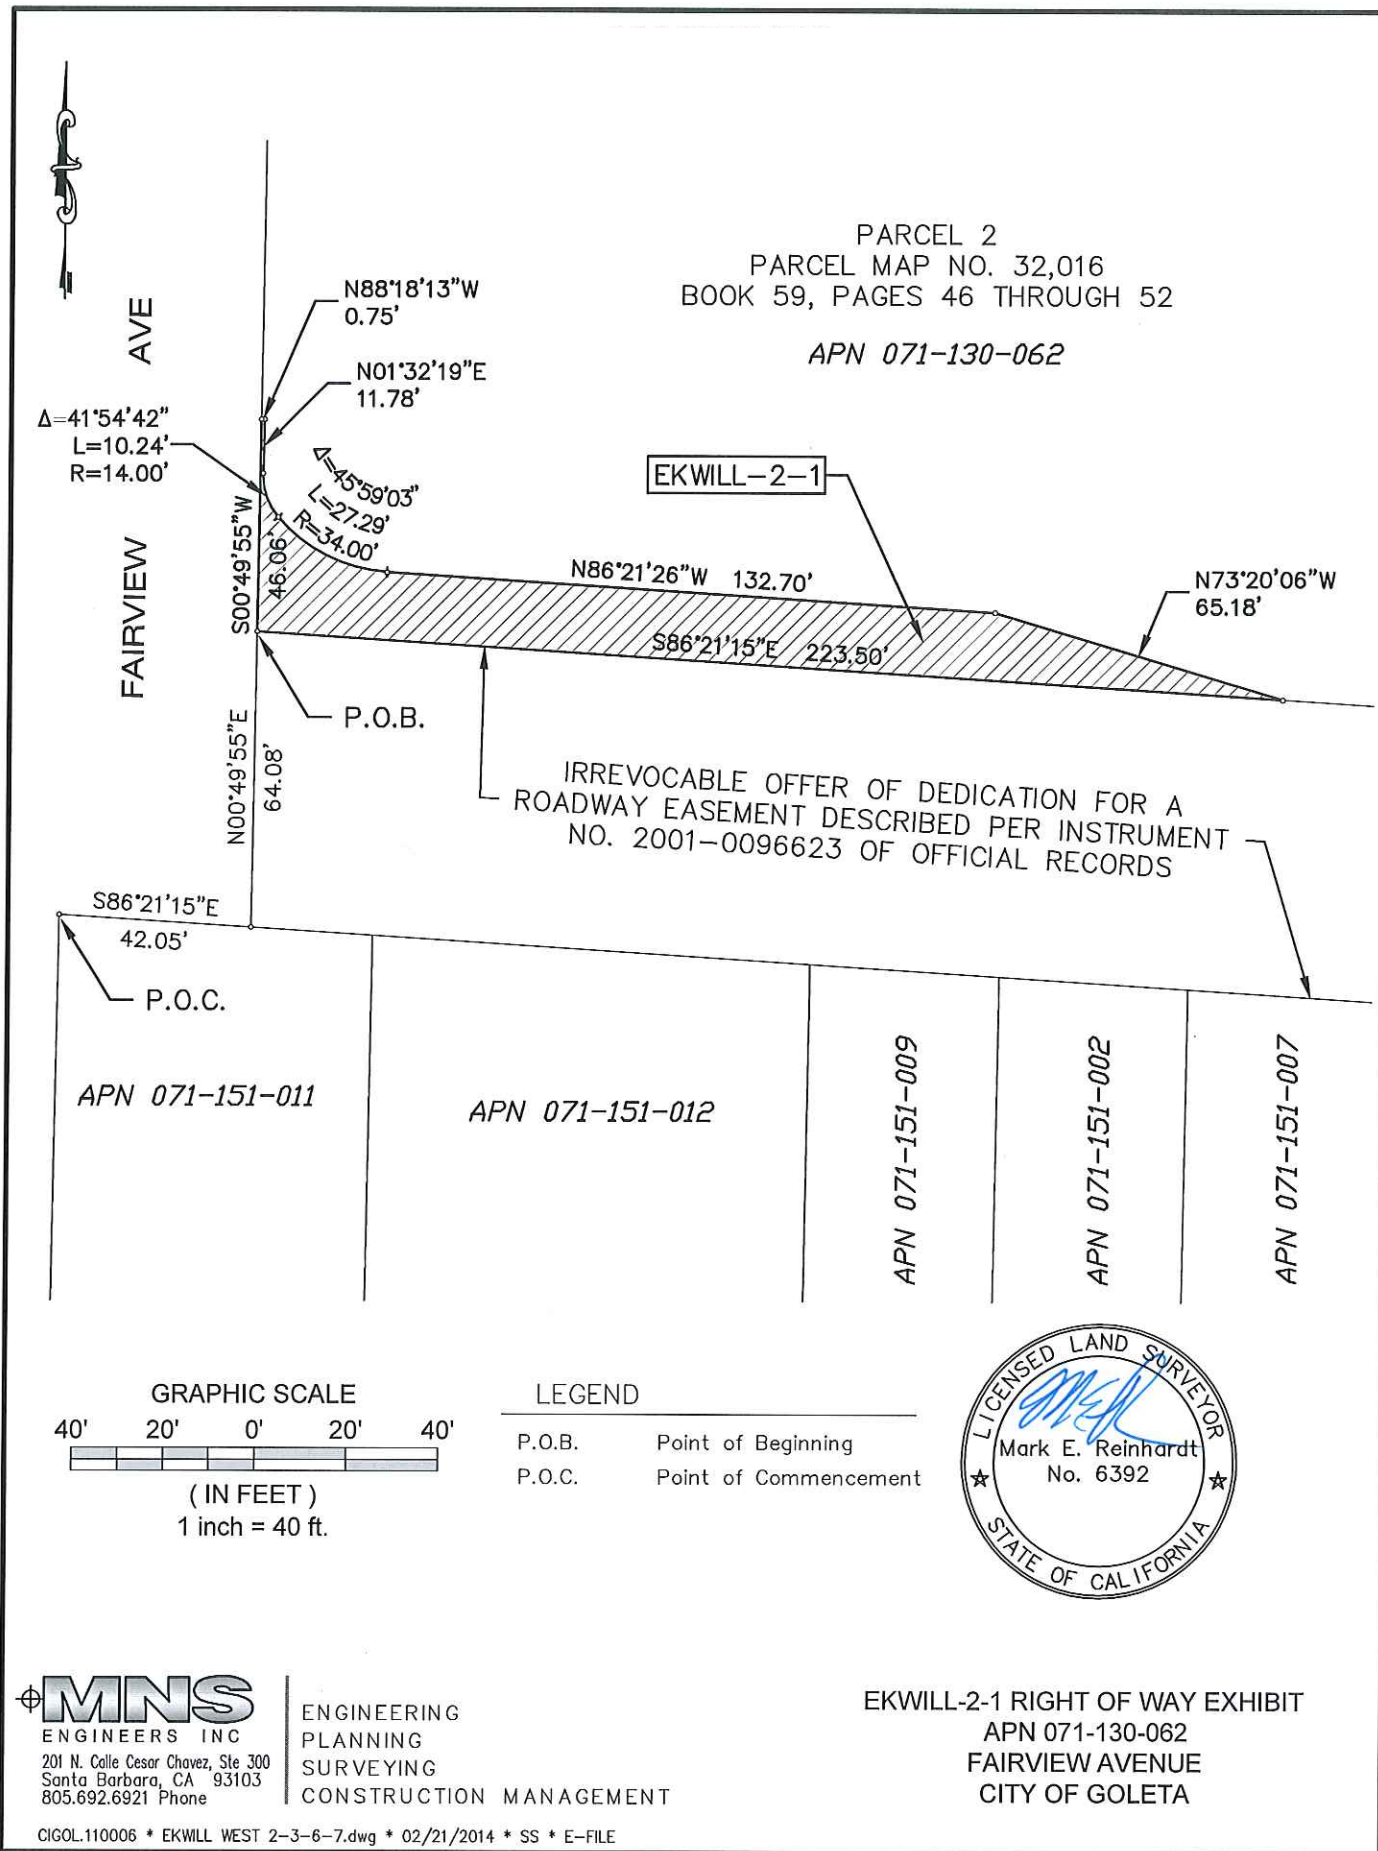 PARCEL 2
PARCEL MAP NO. 32,016
BOOK 59, PAGES 46 THROUGH 52
APN 071-130-062
FAIRVIEW AVE
N88°18'13"W
0.75'
N01°32'19"E
11.78'
Δ=41°54'42"
L=10.24'
R=14.00'
Δ=45°59'03"
L=27.29'
R=34.00'
EKWILL-2-1
S00°49'55"W
46.06'
N86°21'26"W 132.70'
N73°20'06"W
65.18'
S86°21'15"E 223.50'
P.O.B.
N00°49'55"E
64.08'
IRREVOCABLE OFFER OF DEDICATION FOR A
ROADWAY EASEMENT DESCRIBED PER INSTRUMENT
NO. 2001-0096623 OF OFFICIAL RECORDS
S86°21'15"E
42.05'
P.O.C.
APN 071-151-011
APN 071-151-012
APN 071-151-009
APN 071-151-002
APN 071-151-007
GRAPHIC SCALE
40' 20' 0' 20' 40'
( IN FEET )
1 inch = 40 ft.
LEGEND
P.O.B. Point of Beginning
P.O.C. Point of Commencement
LICENSED LAND SURVEYOR
Mark E. Reinhardt
No. 6392
STATE OF CALIFORNIA
MNS
ENGINEERS INC
201 N. Calle Cesar Chavez, Ste 300
Santa Barbara, CA 93103
805.692.6921 Phone
ENGINEERING
PLANNING
SURVEYING
CONSTRUCTION MANAGEMENT
EKWILL-2-1 RIGHT OF WAY EXHIBIT
APN 071-130-062
FAIRVIEW AVENUE
CITY OF GOLETA
CIGOL.110006 * EKWILL WEST 2-3-6-7.dwg * 02/21/2014 * SS * E-FILE